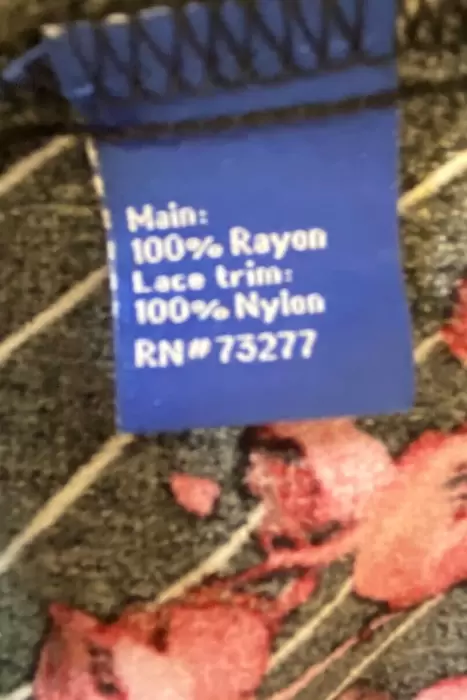 Main:
100% Rayon
Lace trim:
100% Nylon
RN#73277